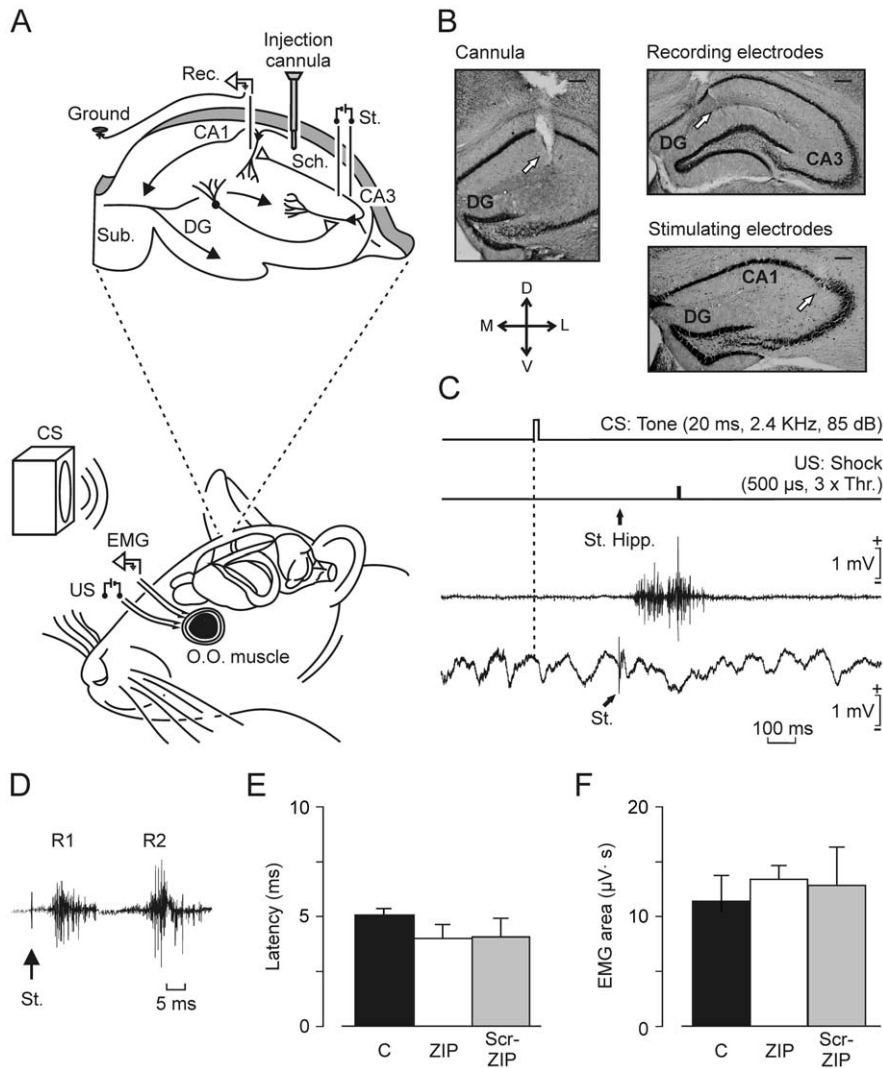 A
Injection
cannula
Rec.
St.
Ground
CA1
Sch.
CA3
Sub.
DG
CS
EMG
US
O.O. muscle
B
Cannula
DG
Recording electrodes
DG
CA3
Stimulating electrodes
CA1
DG
D
M
L
V
C
CS: Tone (20 ms, 2.4 KHz, 85 dB)
US: Shock
(500 µs, 3 x Thr.)
St. Hipp.
+
1 mV
-
St.
+
1 mV
-
100 ms
D
R1
R2
St.
5 ms
E
Latency (ms)
10
5
0
C
ZIP
Scr-
ZIP
F
EMG area (µV· s)
20
10
0
C
ZIP
Scr-
ZIP